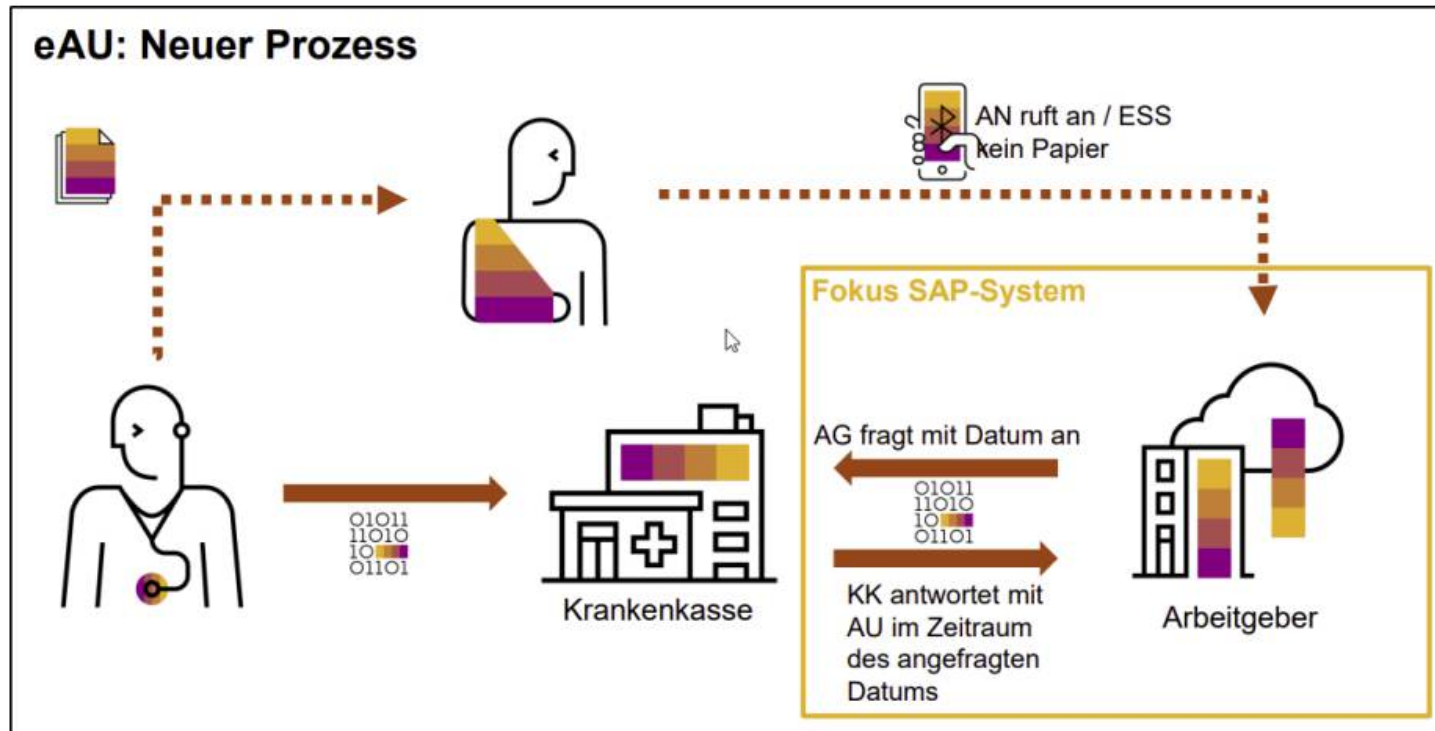 eAU: Neuer Prozess
AN ruft an / ESS
kein Papier
Fokus SAP-System
AG fragt mit Datum an
01011
11010
10
01101
01011
11010
10
01101
Krankenkasse
KK antwortet mit
AU im Zeitraum
des angefragten
Datums
Arbeitgeber